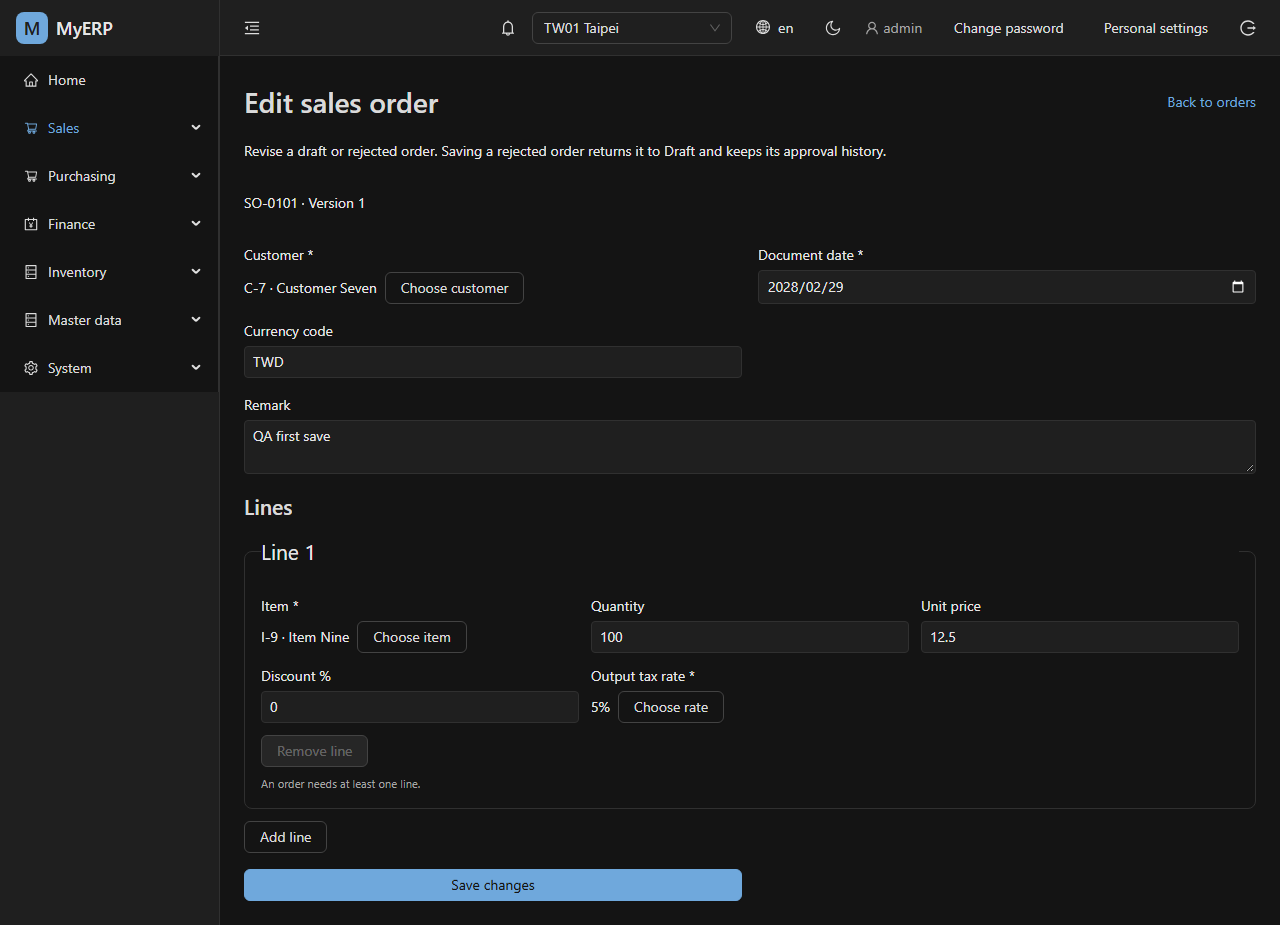 M MyERP
TW01 Taipei
en
admin
Change password
Personal settings
Home
Sales
Purchasing
Finance
Inventory
Master data
System
Edit sales order
Back to orders
Revise a draft or rejected order. Saving a rejected order returns it to Draft and keeps its approval history.
SO-0101 · Version 1
Customer *
C-7 · Customer Seven
Choose customer
Document date *
2028/02/29
Currency code
TWD
Remark
QA first save
Lines
Line 1
Item *
I-9 · Item Nine
Choose item
Quantity
100
Unit price
12.5
Discount %
0
Output tax rate *
5%
Choose rate
Remove line
An order needs at least one line.
Add line
Save changes